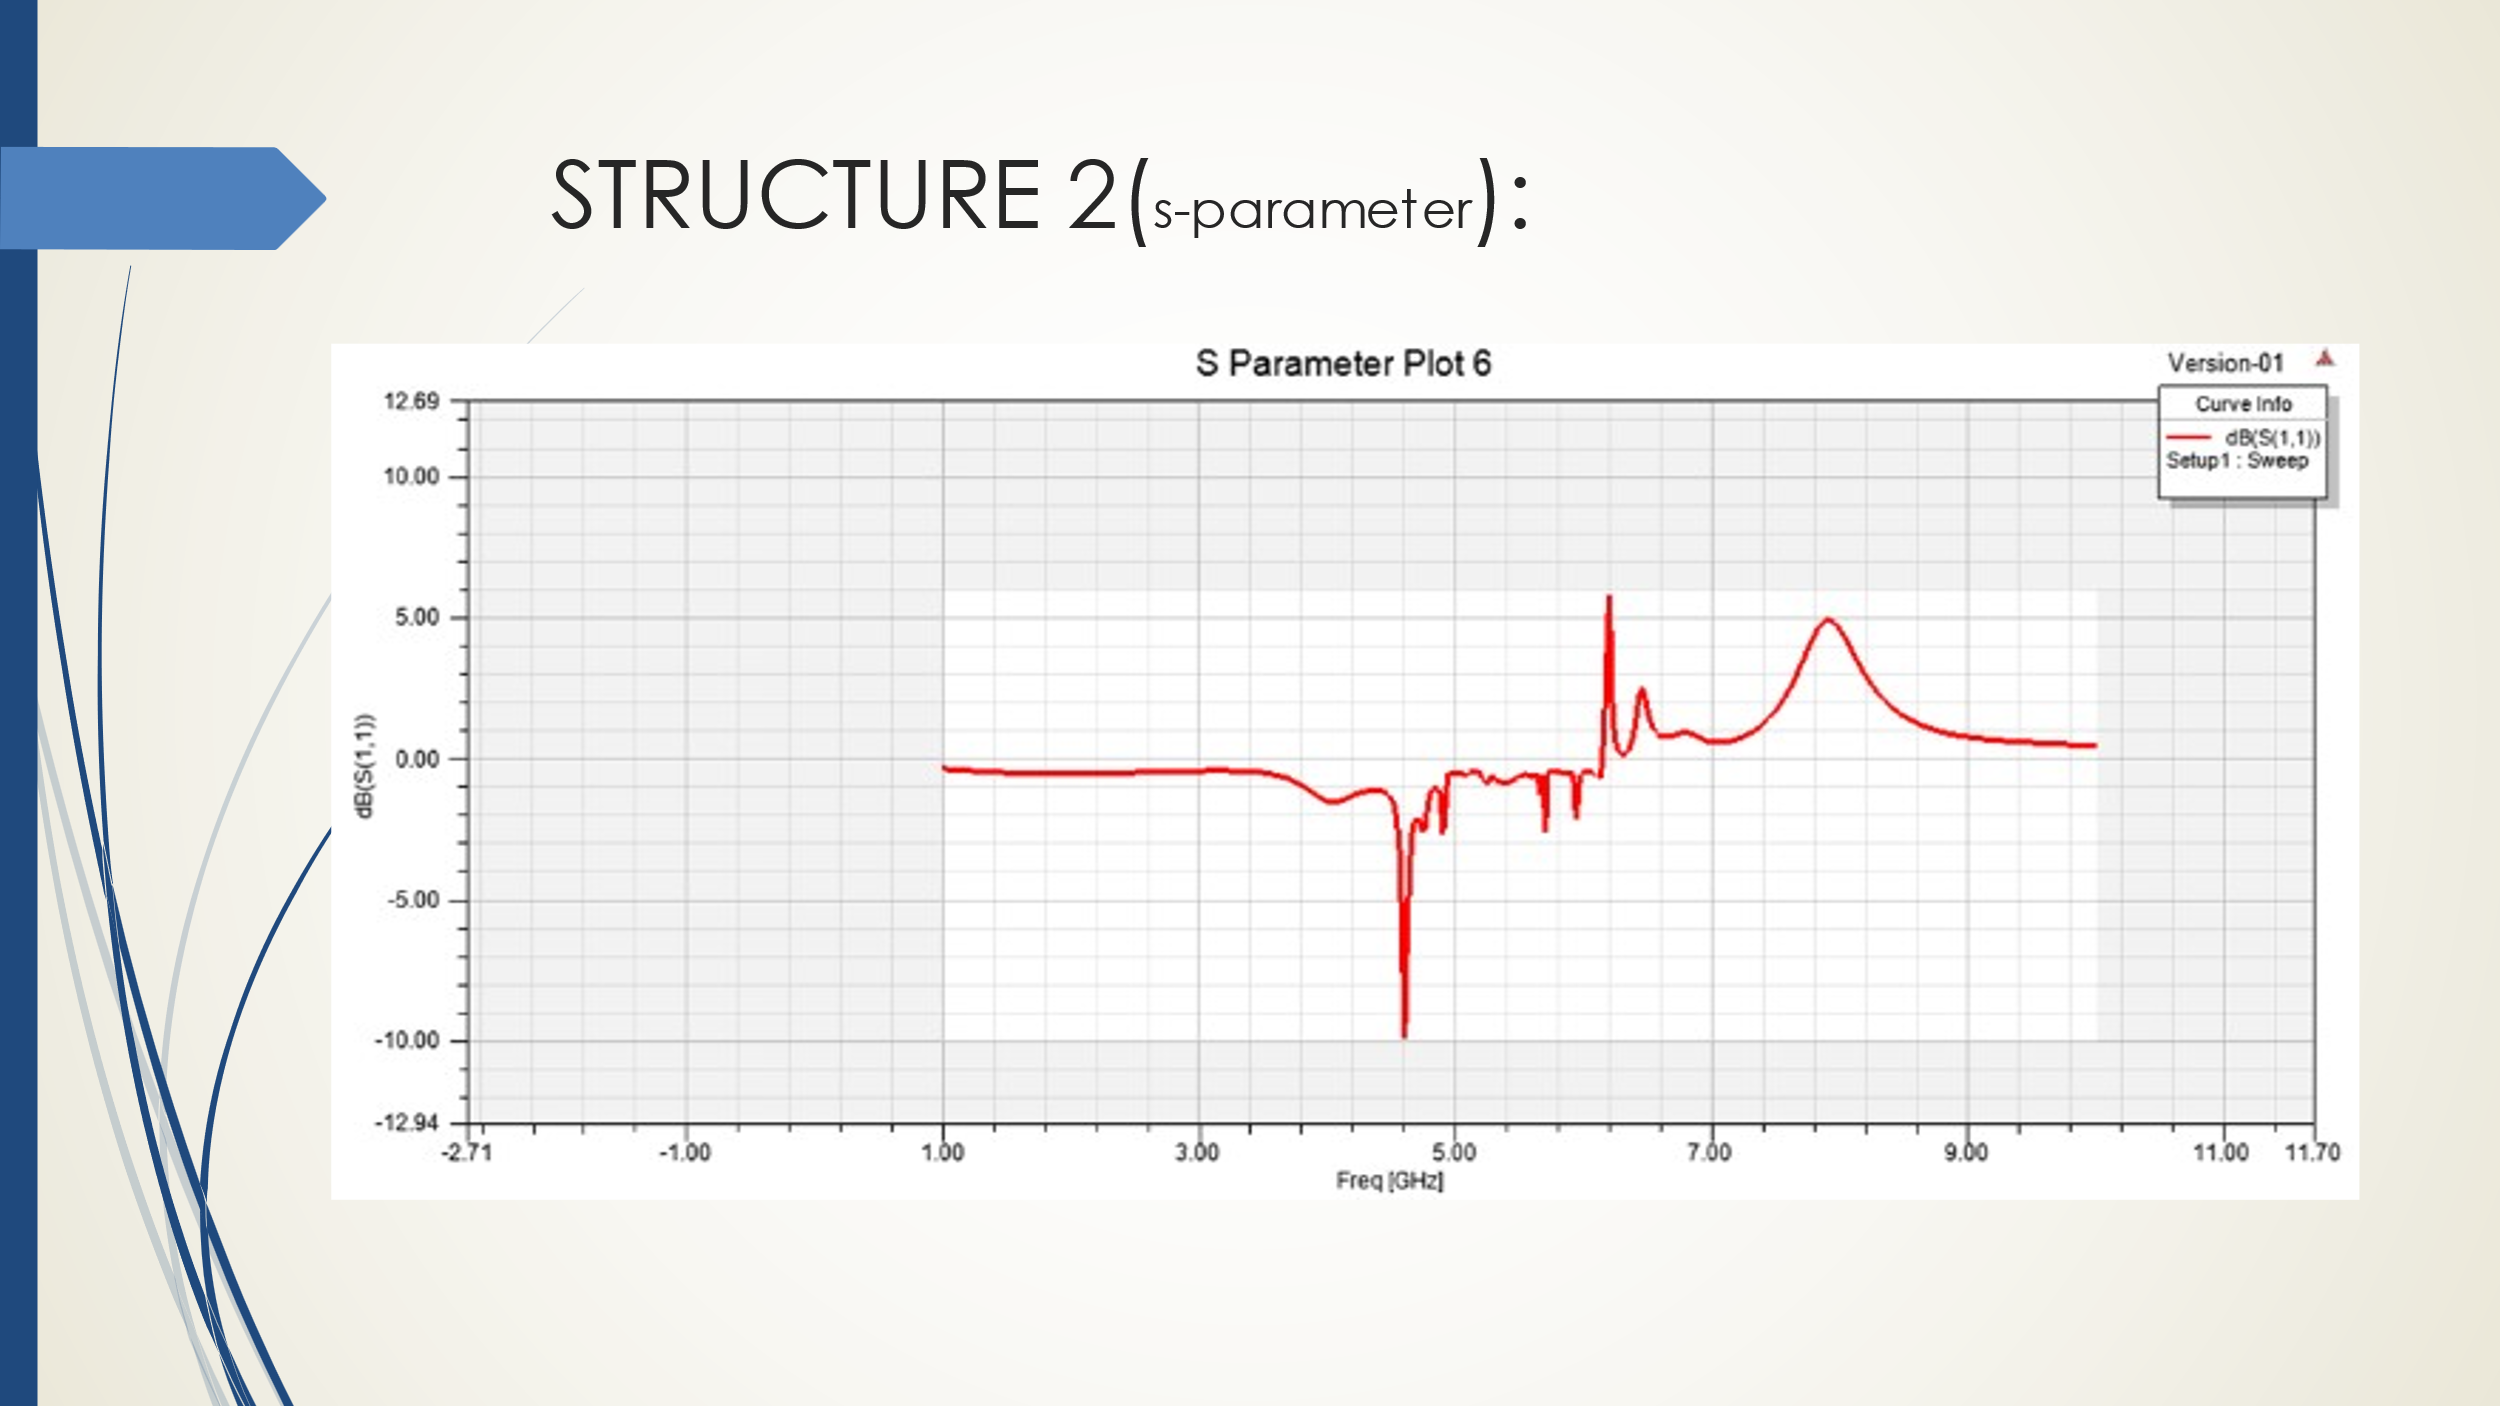 STRUCTURE 2(s-parameter):
S Parameter Plot 6
Version-01
Curve Info
dB(S(1,1))
Setup1 : Sweep
12.69
10.00
5.00
0.00
-5.00
-10.00
-12.94
dB(S(1,1))
-2.71 -1.00 1.00 3.00 5.00 7.00 9.00 11.00 11.70
Freq [GHz]